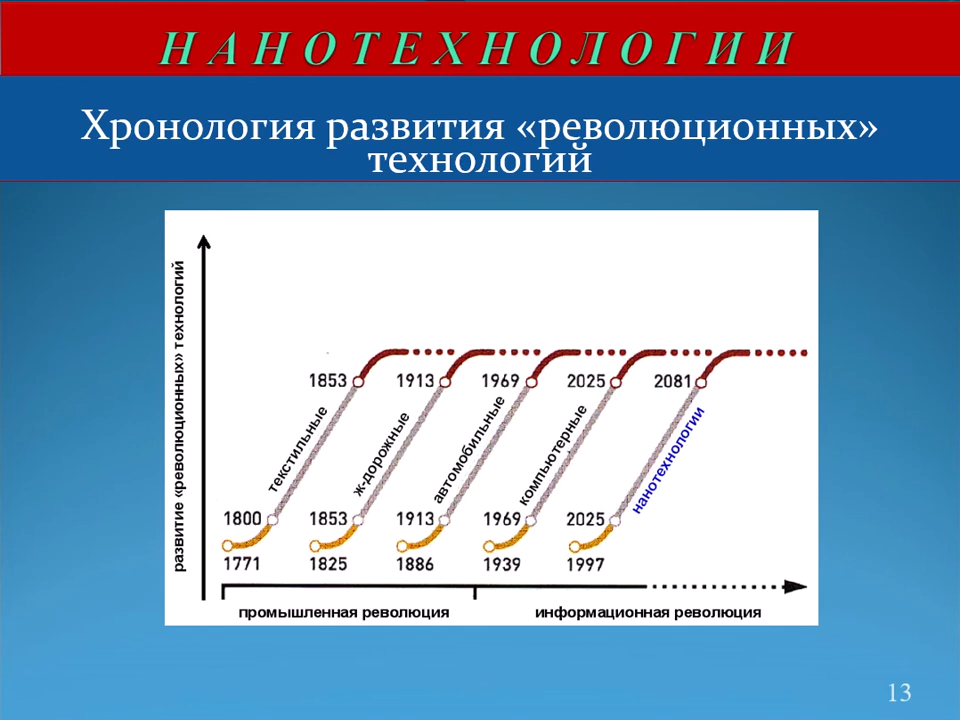 НАНОТЕХНОЛОГИИ
Хронология развития «революционных»
технологий
развитие «революционных» технологий
1853 1913 1969 2025 2081
текстильные
ж-дорожные
автомобильные
компьютерные
нанотехнологии
1800 1853 1913 1969 2025
1771 1825 1886 1939 1997
промышленная революция информационная революция
13